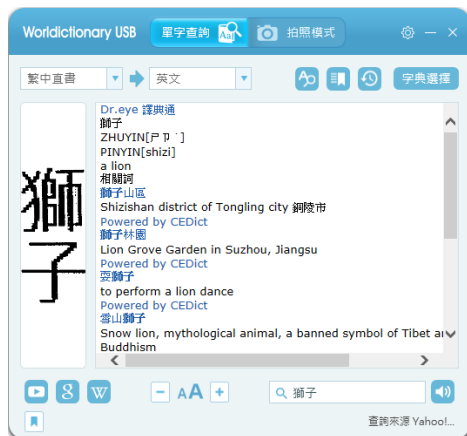 Worldictionary USB
單字查詢
拍照模式
繁中直書
英文
字典選擇
獅子
Dr.eye 譯典通
獅子
ZHUYIN[ㄕㄗ˙]
PINYIN[shizi]
a lion
相關詞
獅子山區
Shizishan district of Tongling city 銅陵市
Powered by CEDict
獅子林園
Lion Grove Garden in Suzhou, Jiangsu
Powered by CEDict
耍獅子
to perform a lion dance
Powered by CEDict
雪山獅子
Snow lion, mythological animal, a banned symbol of Tibet
Buddhism
AA
獅子
查詢來源 Yahoo!...